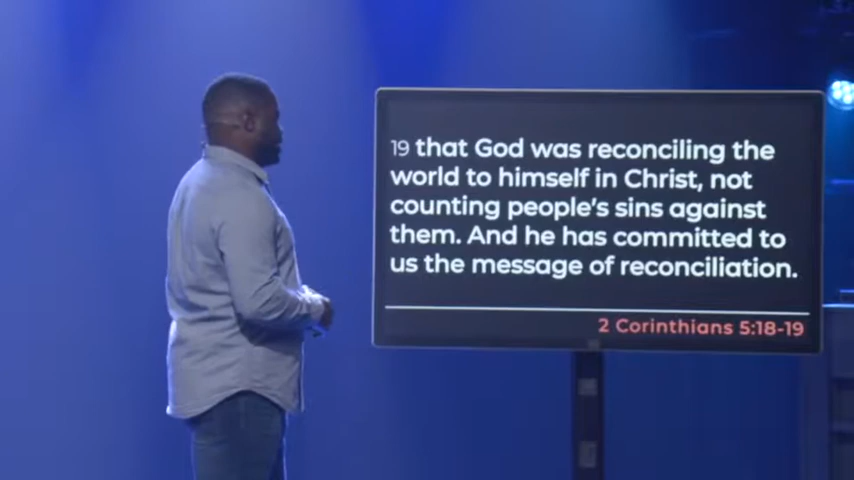 19 that God was reconciling the
world to himself in Christ, not
counting people’s sins against
them. And he has committed to
us the message of reconciliation.
2 Corinthians 5:18-19